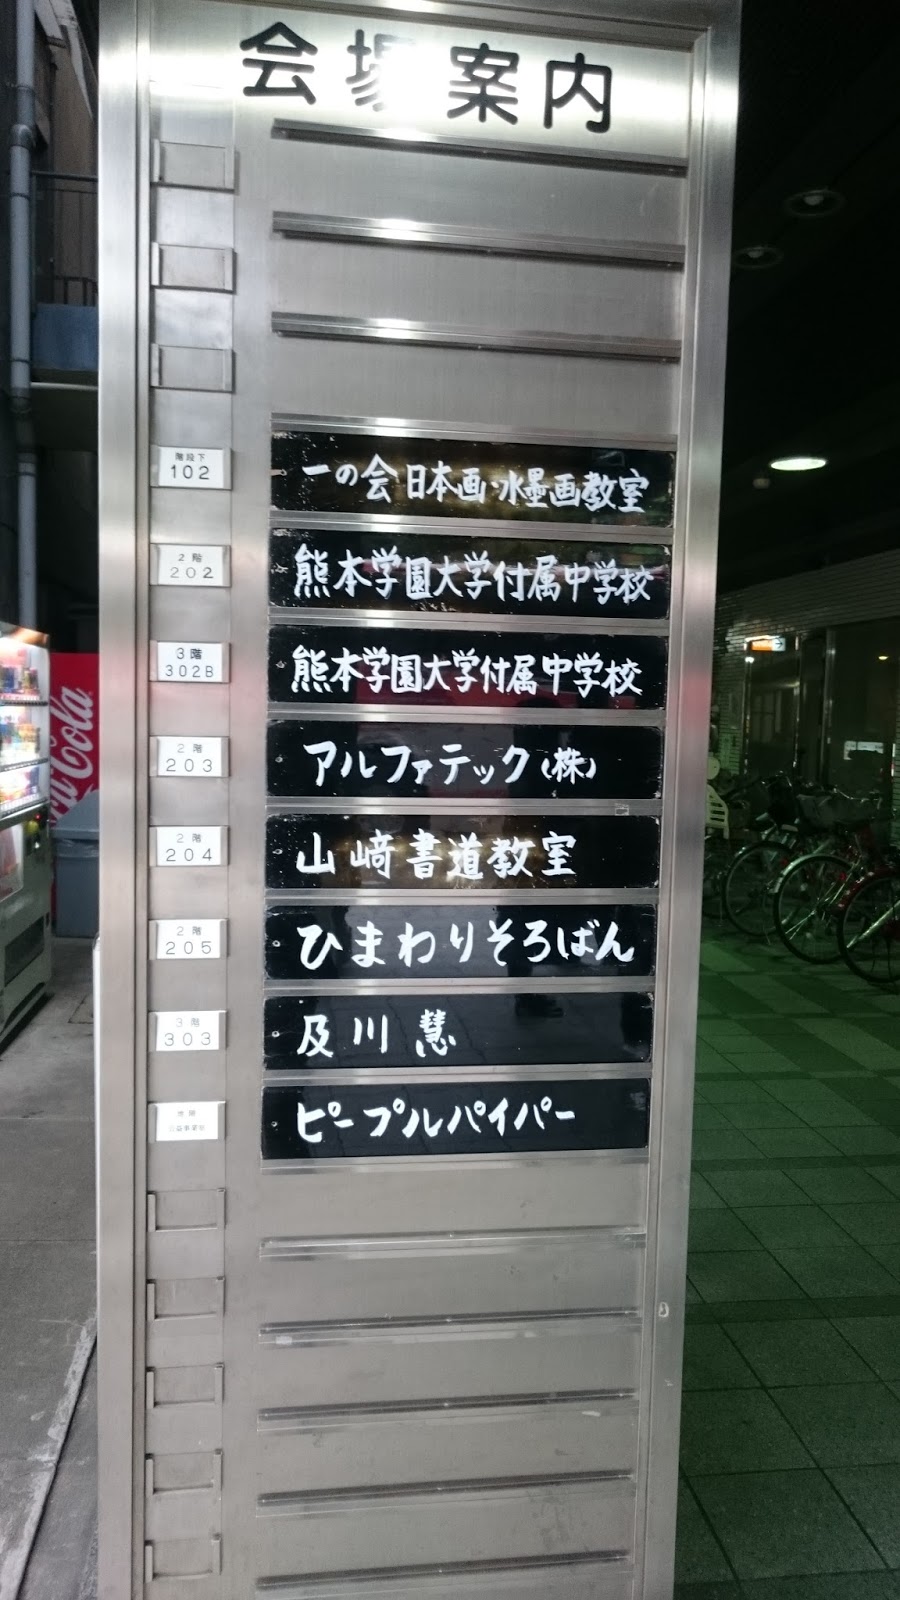 会場案内
階段下
102
一の会日本画・水墨画教室
2階
202
熊本学園大学付属中学校
3階
302B
熊本学園大学付属中学校
2階
203
アルファテック(株)
2階
204
山﨑書道教室
2階
205
ひまわりそろばん
3階
303
及川慧
ピープルパイパー
Coca Cola